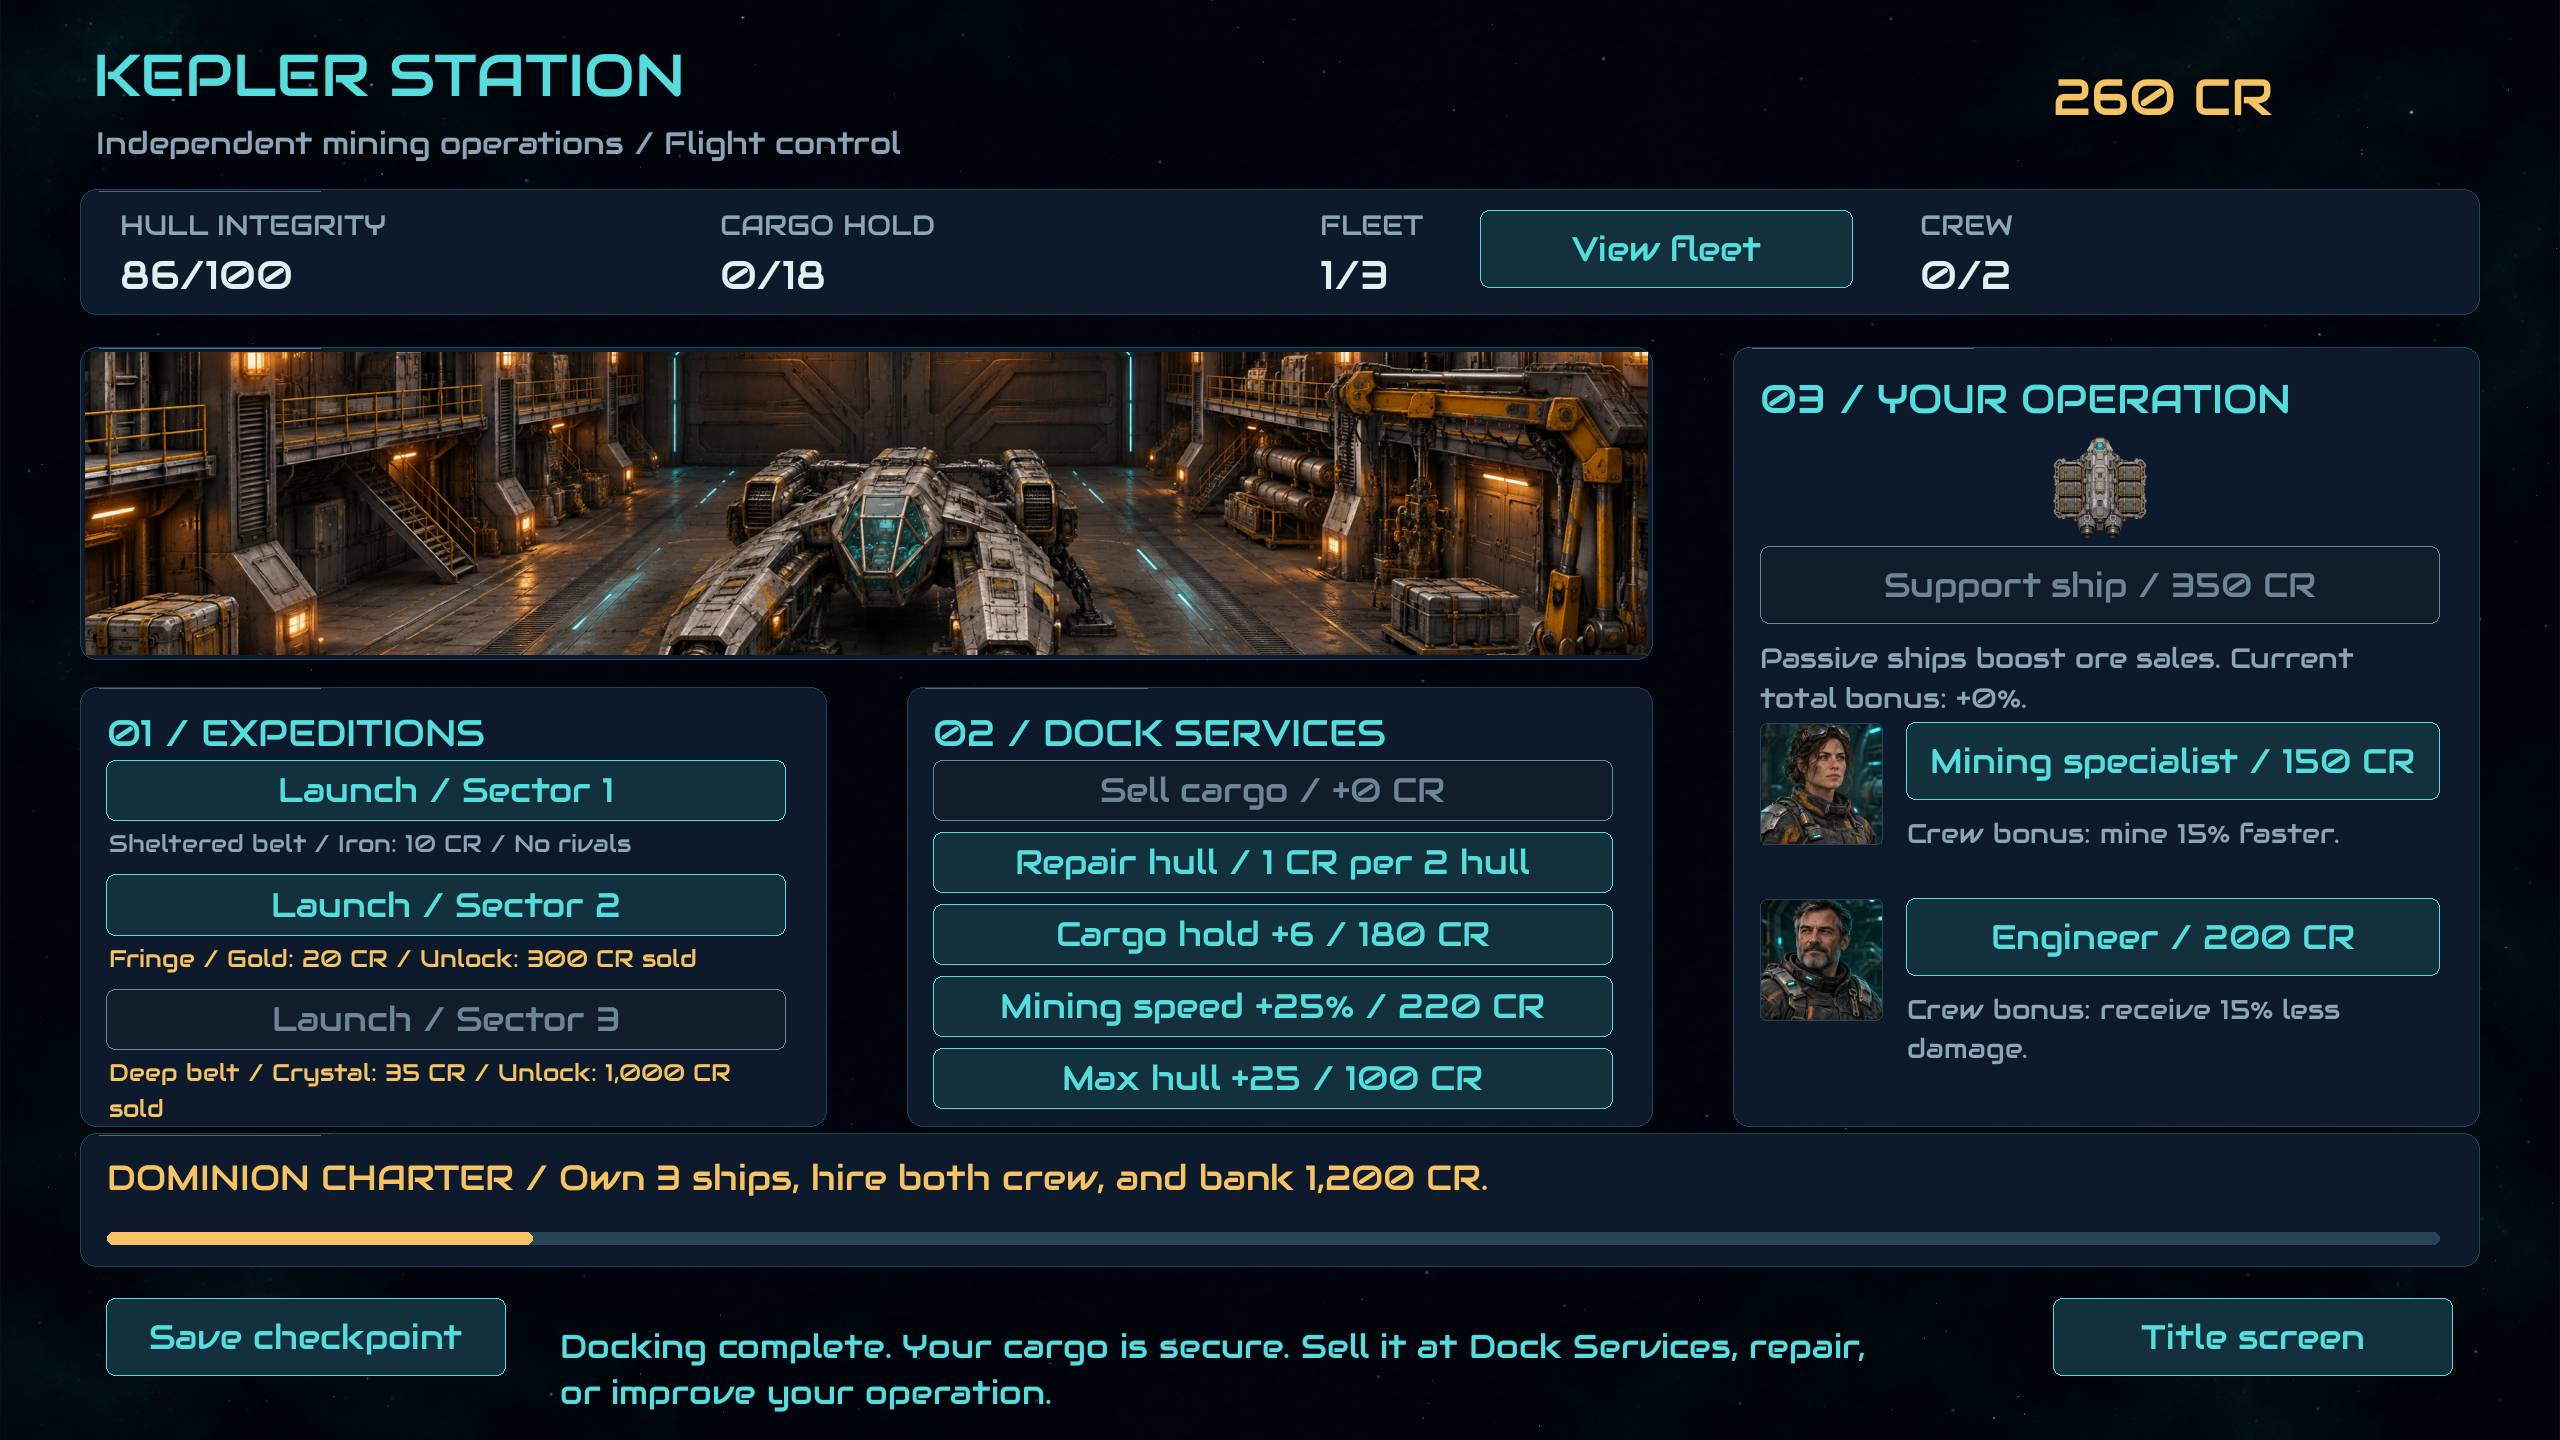 KEPLER STATION
Independent mining operations / Flight control
260 CR
HULL INTEGRITY
86/100
CARGO HOLD
0/18
FLEET
1/3
View fleet
CREW
0/2
03 / YOUR OPERATION
Support ship / 350 CR
Passive ships boost ore sales. Current
total bonus: +0%.
Mining specialist / 150 CR
Crew bonus: mine 15% faster.
Engineer / 200 CR
Crew bonus: receive 15% less
damage.
01 / EXPEDITIONS
Launch / Sector 1
Sheltered belt / Iron: 10 CR / No rivals
Launch / Sector 2
Fringe / Gold: 20 CR / Unlock: 300 CR sold
Launch / Sector 3
Deep belt / Crystal: 35 CR / Unlock: 1,000 CR
sold
02 / DOCK SERVICES
Sell cargo / +0 CR
Repair hull / 1 CR per 2 hull
Cargo hold +6 / 180 CR
Mining speed +25% / 220 CR
Max hull +25 / 100 CR
DOMINION CHARTER / Own 3 ships, hire both crew, and bank 1,200 CR.
Save checkpoint
Docking complete. Your cargo is secure. Sell it at Dock Services, repair,
or improve your operation.
Title screen